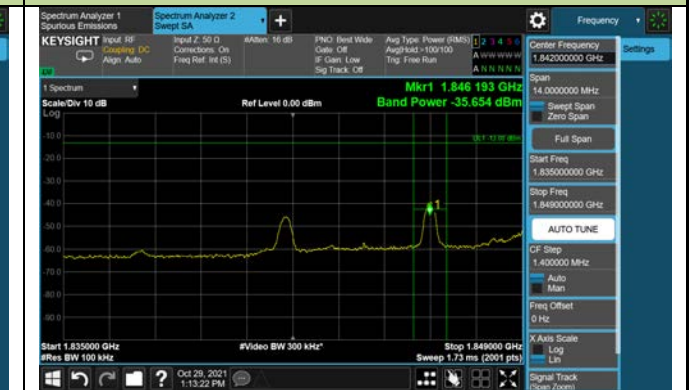 Spectrum Analyzer 1
Spurious Emissions
Spectrum Analyzer 2
Swept SA
Frequency
KEYSIGHT
Input: RF
Coupling: DC
Align: Auto
Input Z: 50 Ω
Corrections: On
Freq Ref: Int (S)
#Atten: 16 dB
PNO: Best Wide
Gate: Off
IF Gain: Low
Sig Track: Off
Avg Type: Power (RMS)
Avg|Hold:>100/100
Trig: Free Run
1 2 3 4 5 6
A W W W W W
A N N N N N
LV
1 Spectrum
Scale/Div 10 dB
Ref Level 0.00 dBm
Mkr1 1.846 193 GHz
Band Power -35.654 dBm
Log
-10.0
-20.0
-30.0
-40.0
-50.0
-60.0
-70.0
-80.0
-90.0
1
Start 1.835000 GHz
#Res BW 100 kHz
#Video BW 300 kHz*
Stop 1.849000 GHz
Sweep 1.73 ms (2001 pts)
Oct 29, 2021
1:13:22 PM
Settings
Center Frequency
1.842000000 GHz
Span
14.0000000 MHz
Swept Span
Zero Span
Full Span
Start Freq
1.835000000 GHz
Stop Freq
1.849000000 GHz
AUTO TUNE
CF Step
1.400000 MHz
Auto
Man
Freq Offset
0 Hz
X Axis Scale
Log
Lin
Signal Track
(Span Zoom)